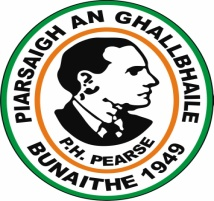 PIARSAIGH AN GHALLBHAILE
P.H. PEARSE
BUNAITHE 1949